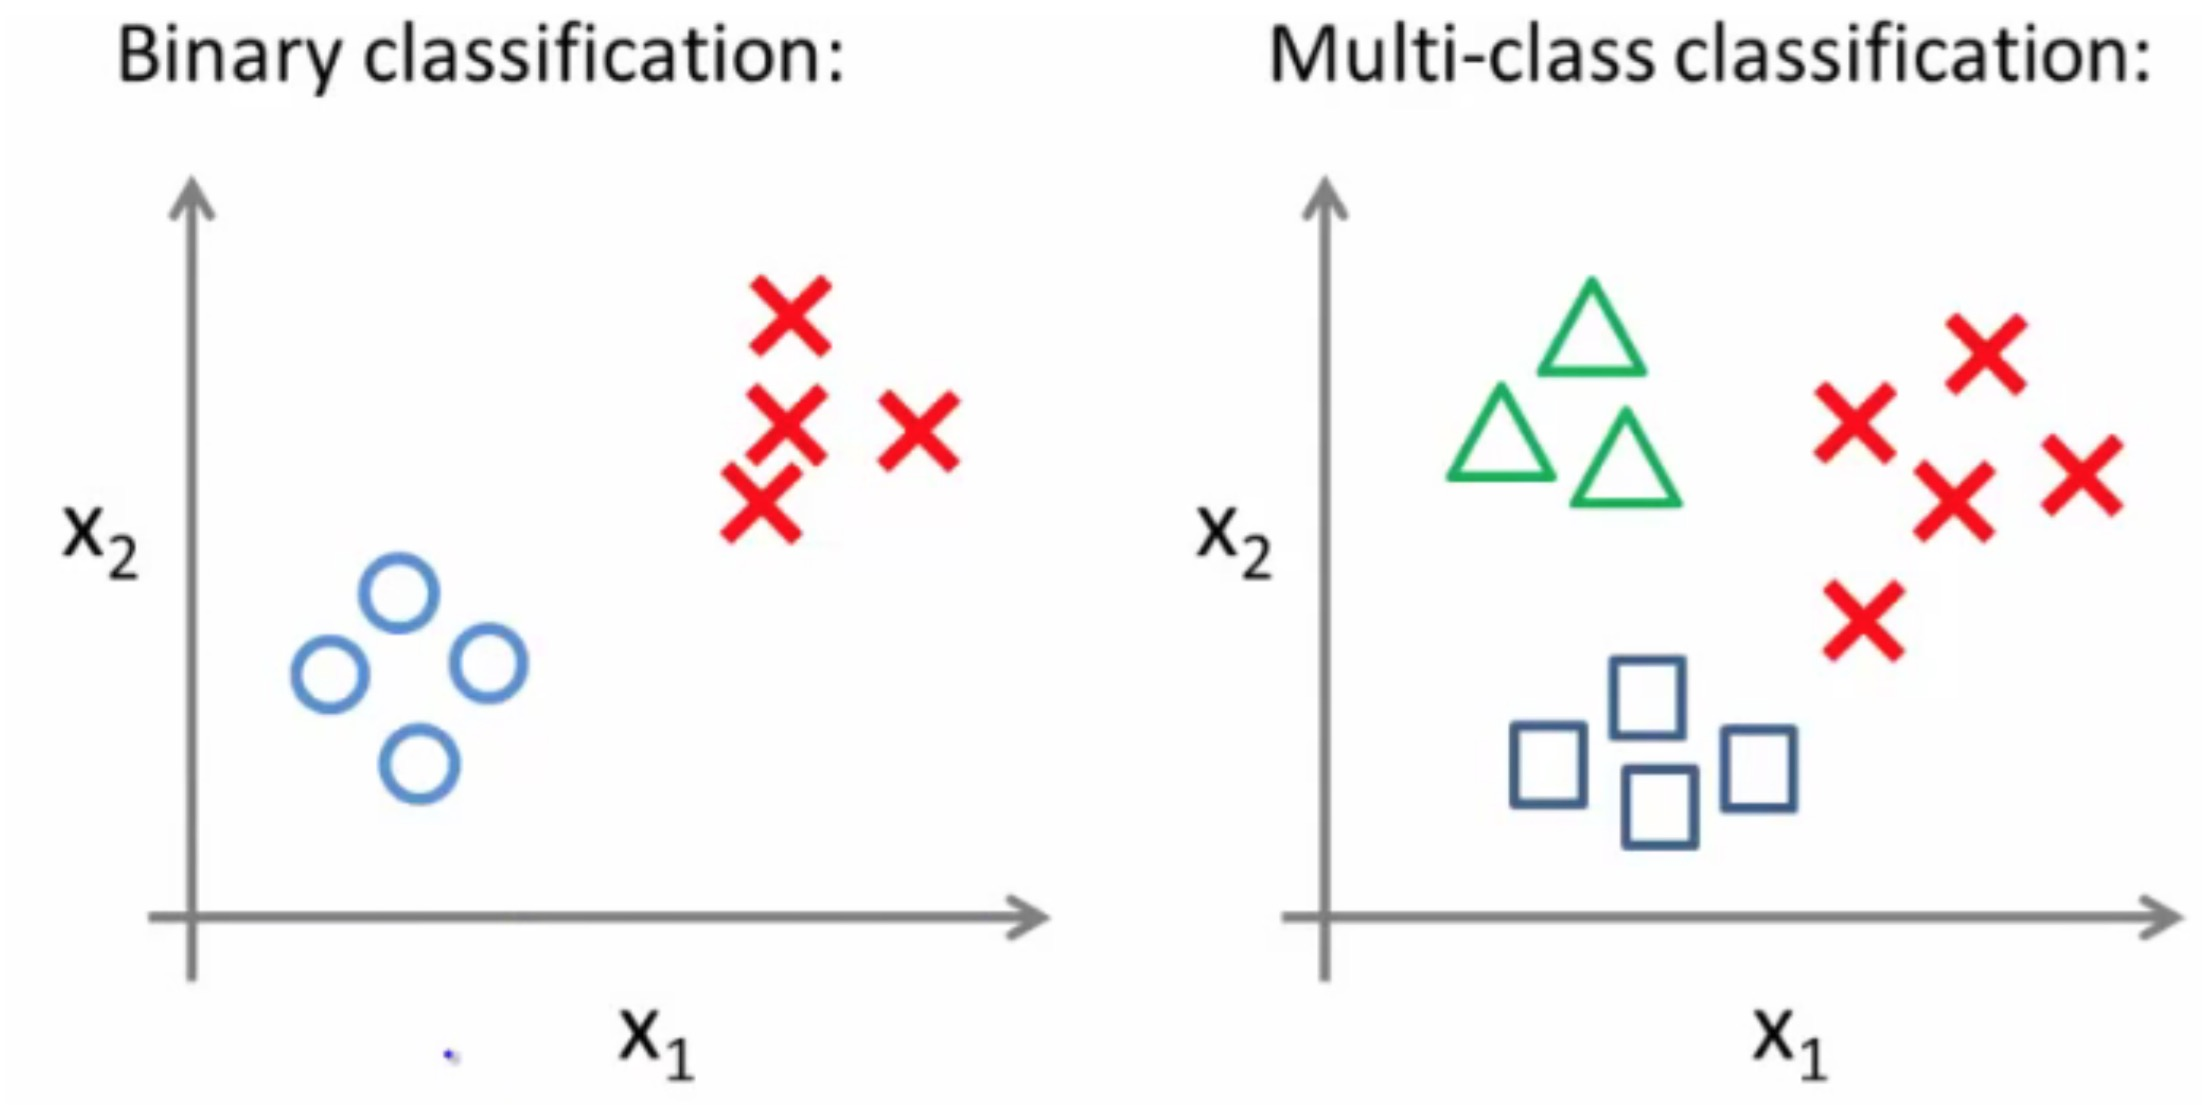 Binary classification:
x₂
x₁
Multi-class classification:
x₂
x₁